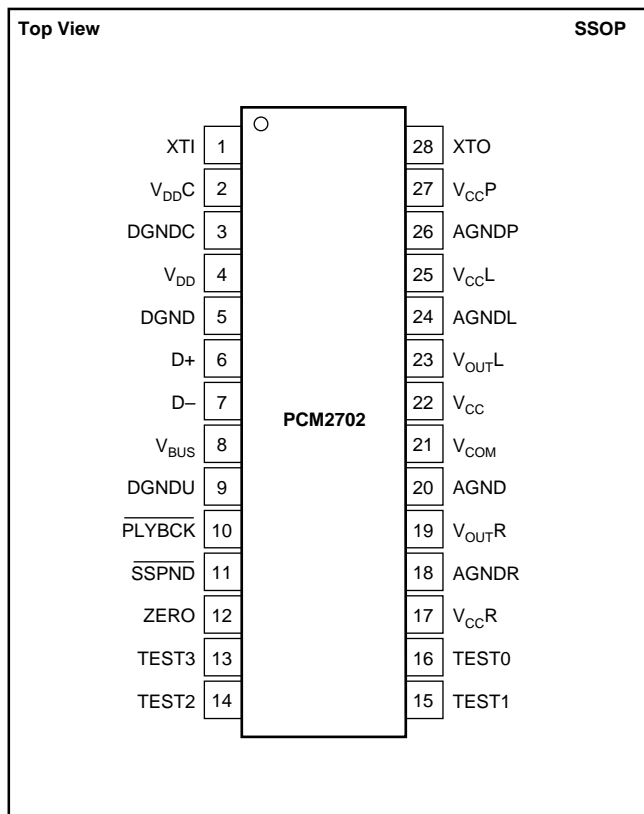 Top View SSOP
XTI 1 28 XTO
VDDC 2 27 VCCP
DGNDC 3 26 AGNDP
VDD 4 25 VCCL
DGND 5 24 AGNDL
D+ 6 23 VOUTL
D– 7 22 VCC
PCM2702
VBUS 8 21 VCOM
DGNDU 9 20 AGND
PLYBCK 10 19 VOUTR
SSPND 11 18 AGNDR
ZERO 12 17 VCCR
TEST3 13 16 TEST0
TEST2 14 15 TEST1